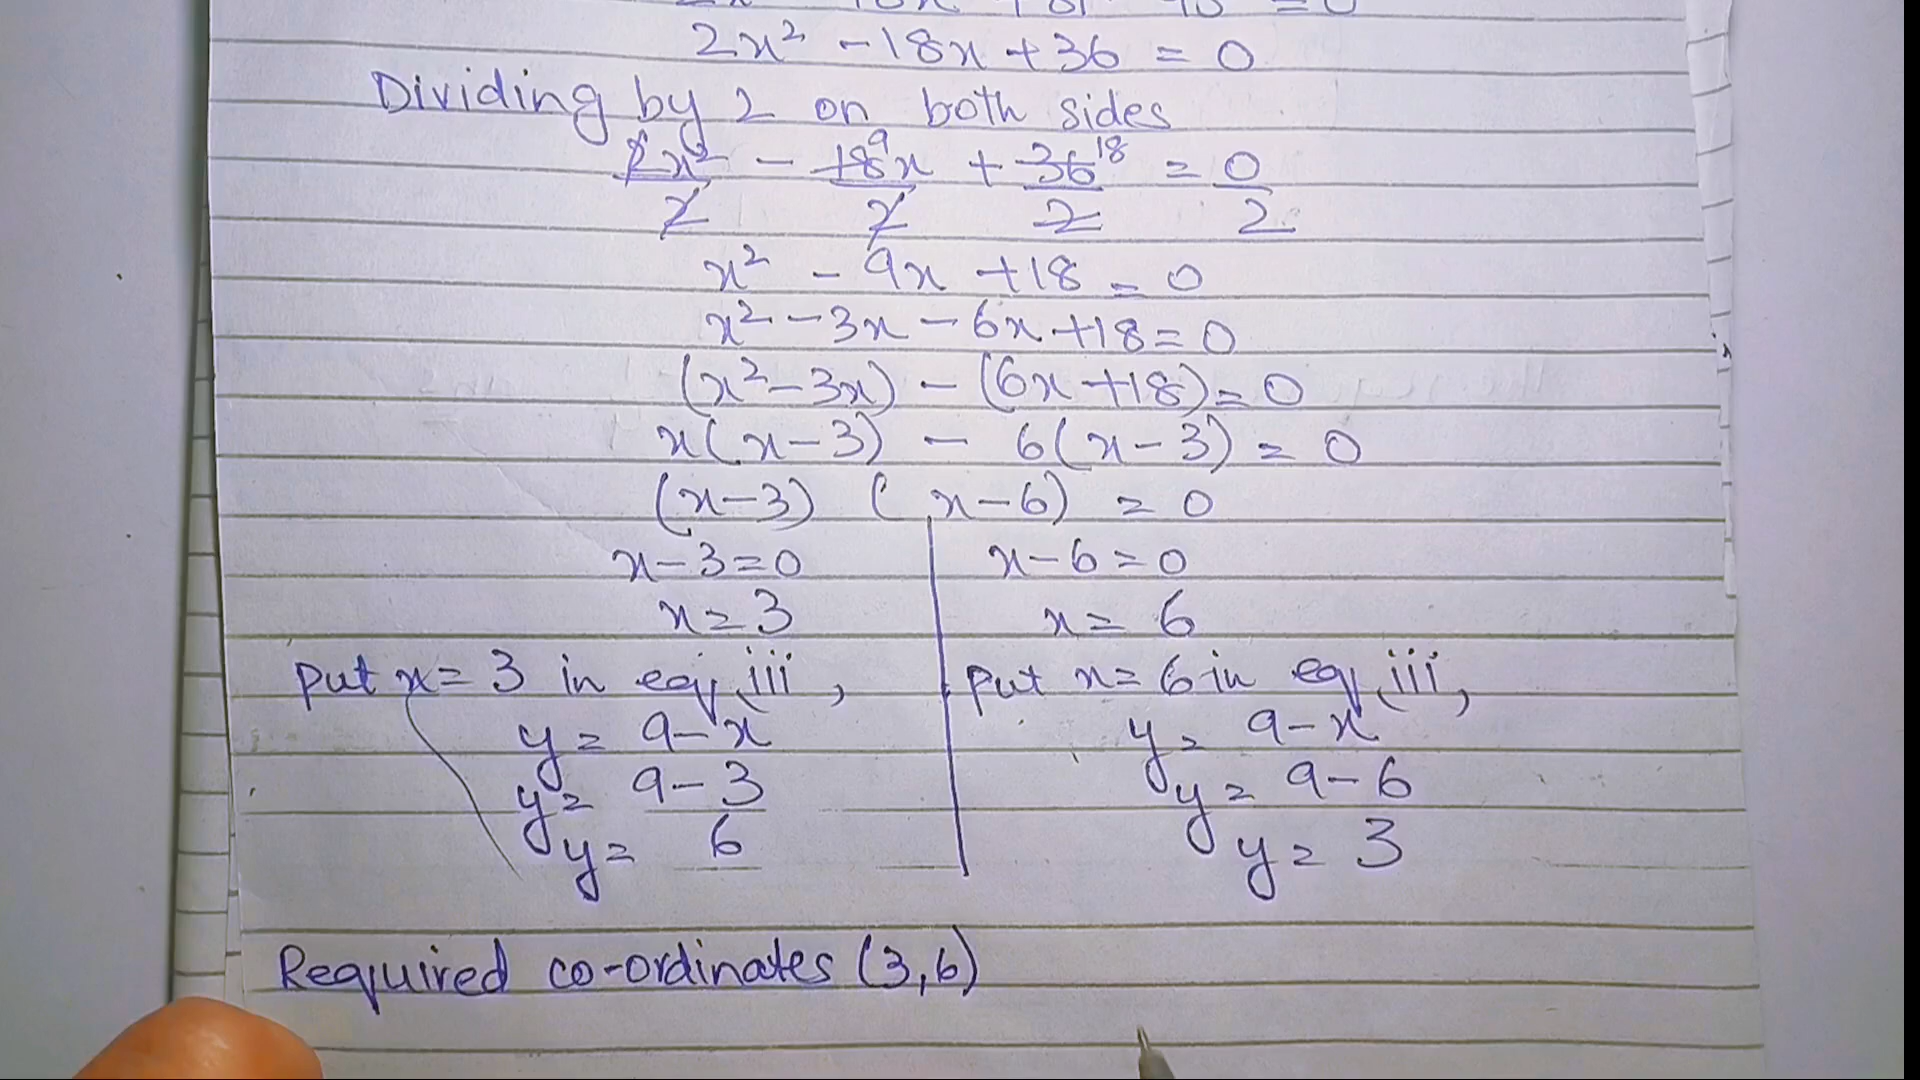 2x² - 18x + 36 = 0
Dividing by 2 on both sides
2x²/2 - 18⁹x/2 + 36¹⁸/2 = 0/2
x² - 9x + 18 = 0
x² - 3x - 6x + 18 = 0
(x² - 3x) - (6x + 18) = 0
x(x - 3) - 6(x - 3) = 0
(x - 3) (x - 6) = 0
x - 3 = 0 x - 6 = 0
x = 3 x = 6
put x = 3 in eq, iii, put x = 6 in eq, iii,
y = 9 - x y = 9 - x
y = 9 - 3 y = 9 - 6
y = 6 y = 3
Required co-ordinates (3,6)